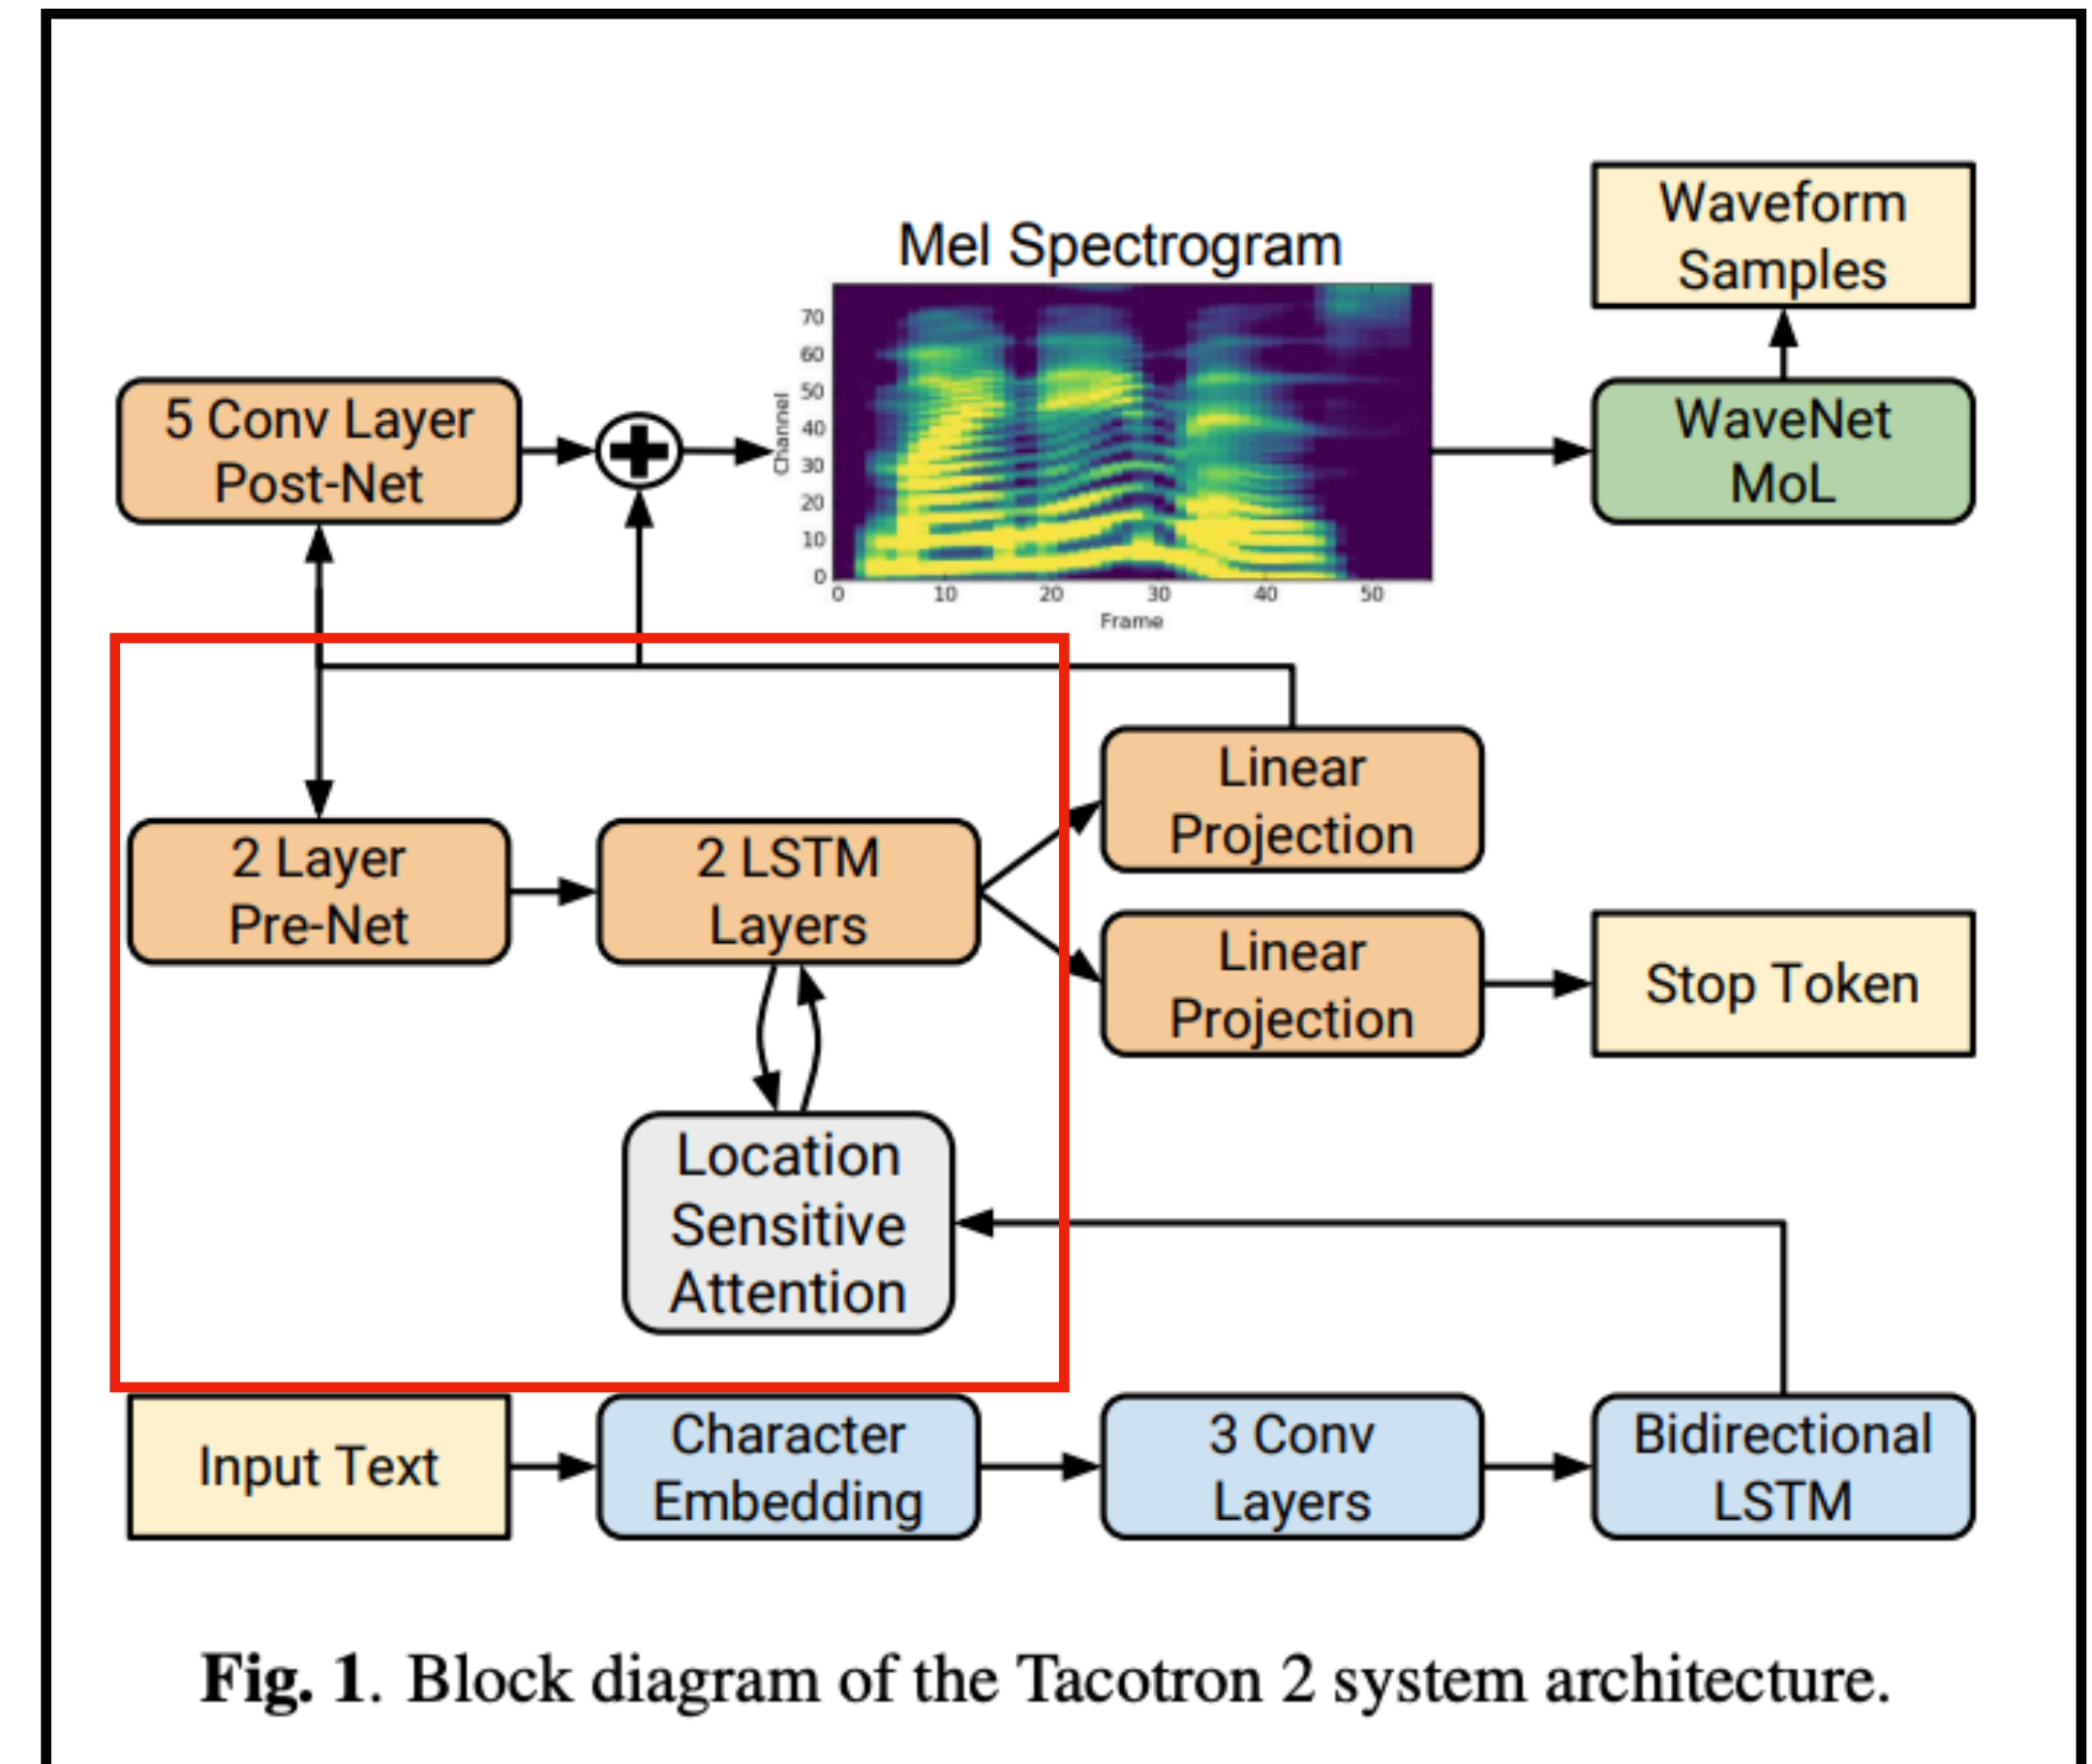 Waveform
Samples
Mel Spectrogram
70
60
50
40
30
20
10
0
Channel
0 10 20 30 40 50
Frame
5 Conv Layer
Post-Net
WaveNet
MoL
2 Layer
Pre-Net
2 LSTM
Layers
Linear
Projection
Linear
Projection
Stop Token
Location
Sensitive
Attention
Input Text
Character
Embedding
3 Conv
Layers
Bidirectional
LSTM
Fig. 1. Block diagram of the Tacotron 2 system architecture.